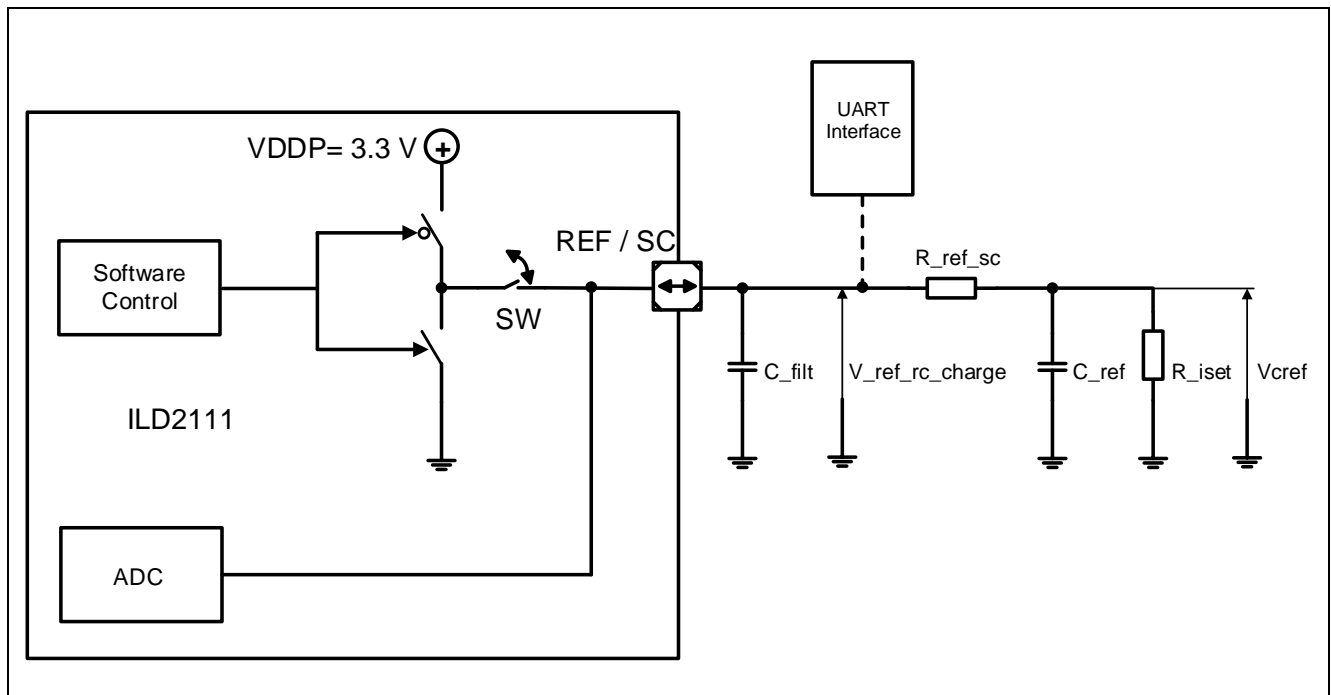 UART
Interface
VDDP= 3.3 V
+
REF / SC
R_ref_sc
Software
Control
SW
C_filt
V_ref_rc_charge
C_ref
R_iset
Vcref
ILD2111
ADC